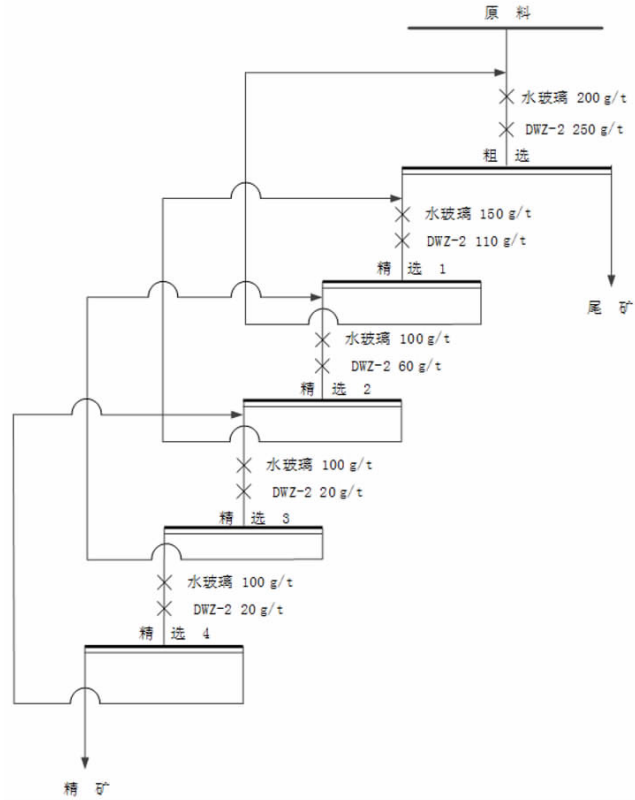 原 料
水玻璃 200 g/t
DWZ-2 250 g/t
粗 选
水玻璃 150 g/t
DWZ-2 110 g/t
精 选 1
尾 矿
水玻璃 100 g/t
DWZ-2 60 g/t
精 选 2
水玻璃 100 g/t
DWZ-2 20 g/t
精 选 3
水玻璃 100 g/t
DWZ-2 20 g/t
精 选 4
精 矿